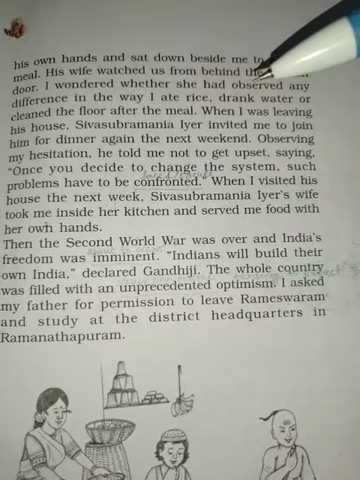 his own hands and sat down beside me to
meal. His wife watched us from behind the
door. I wondered whether she had observed any
difference in the way I ate rice, drank water or
cleaned the floor after the meal. When I was leaving
his house, Sivasubramania Iyer invited me to join
him for dinner again the next weekend. Observing
my hesitation, he told me not to get upset, saying,
“Once you decide to change the system, such
problems have to be confronted.” When I visited his
house the next week, Sivasubramania Iyer's wife
took me inside her kitchen and served me food with
her own hands.
Then the Second World War was over and India's
about to occur
freedom was imminent. “Indians will build their
own India,” declared Gandhiji. The whole country
was filled with an unprecedented optimism. I asked
my father for permission to leave Rameswaram
and study at the district headquarters in
Ramanathapuram.